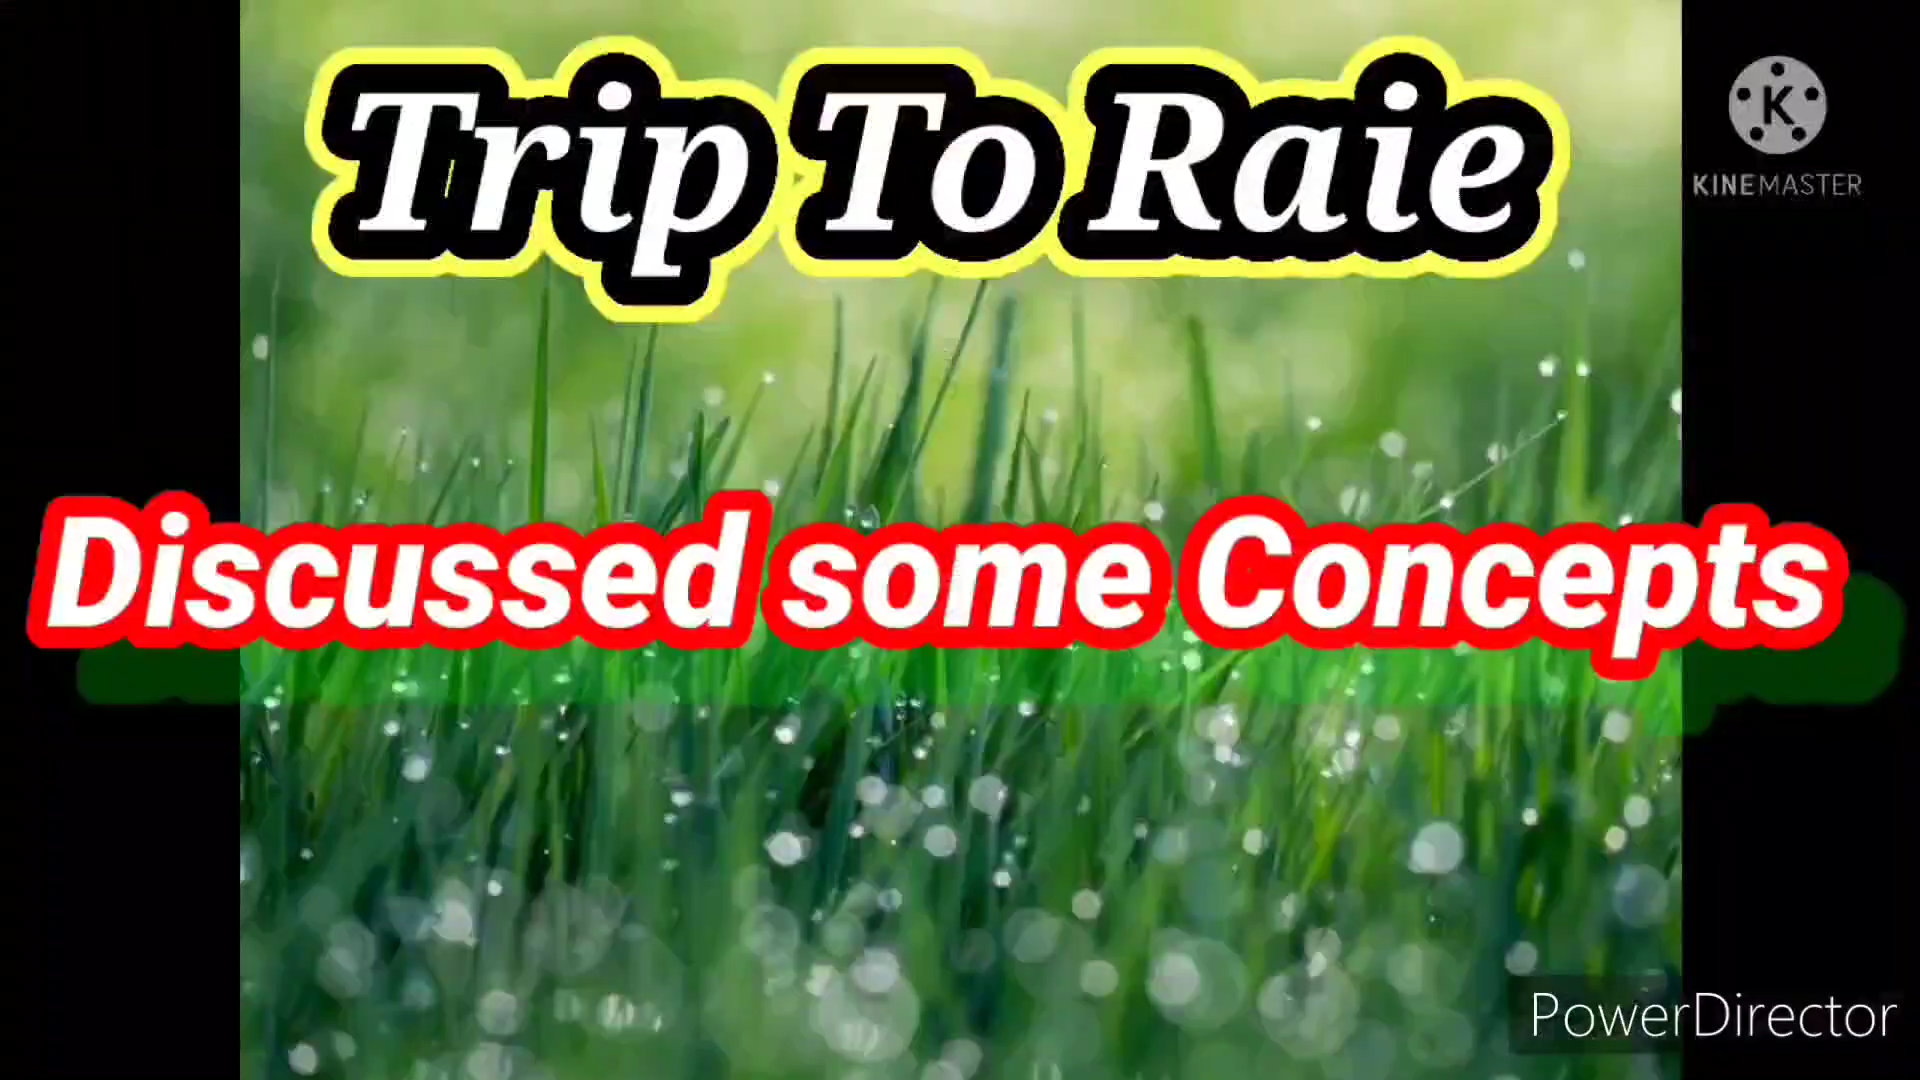 Trip To Raie
K
KINEMASTER
Discussed some Concepts
PowerDirector